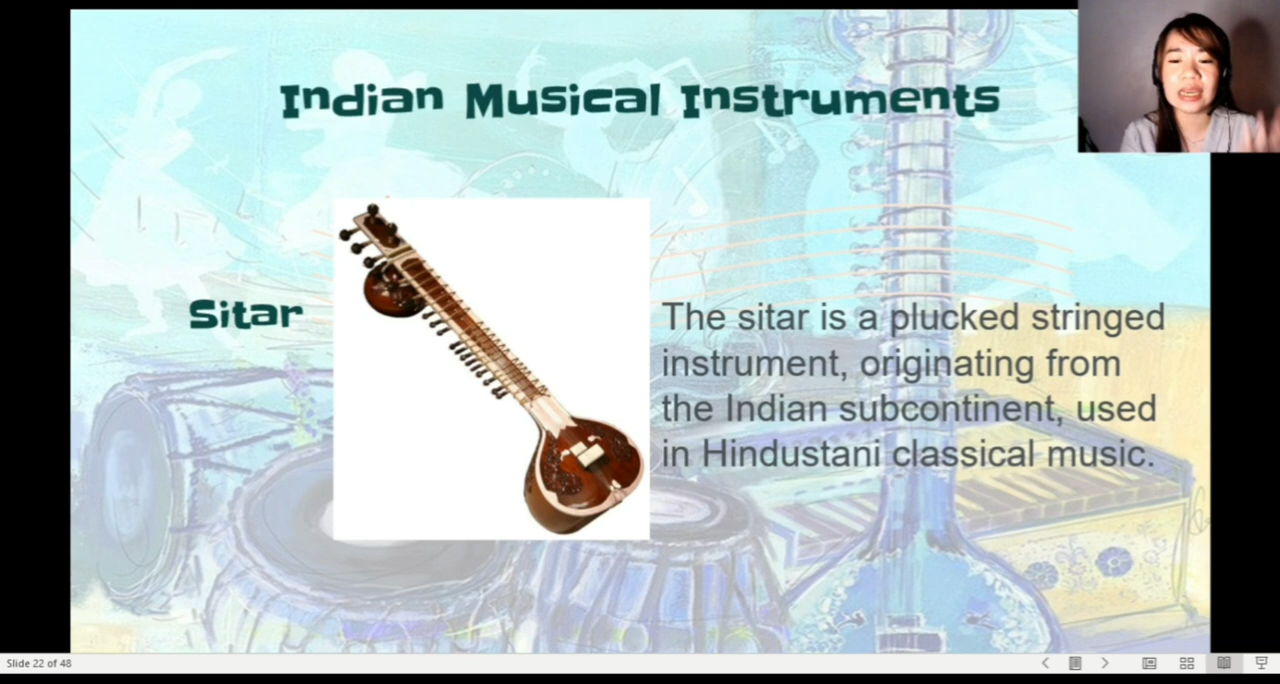 Indian Musical Instruments
Sitar
The sitar is a plucked stringed
instrument, originating from
the Indian subcontinent, used
in Hindustani classical music.
Slide 22 of 48